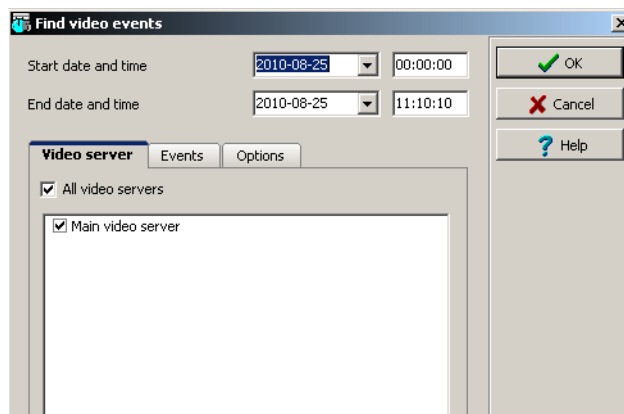 Find video events
Start date and time 2010-08-25 00:00:00
End date and time 2010-08-25 11:10:10
OK
Cancel
Help
Video server Events Options
All video servers
Main video server